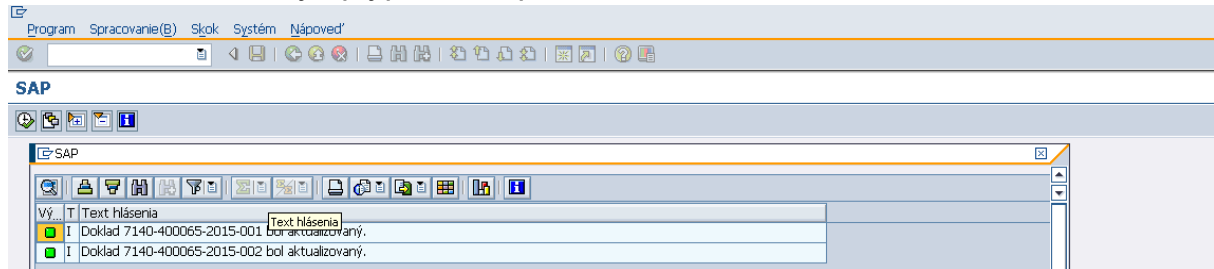 Program Spracovanie(B) Skok Systém Nápoveď
SAP
SAP
Vý... T Text hlásenia
Text hlásenia
I Doklad 7140-400065-2015-001 bol aktualizovaný.
I Doklad 7140-400065-2015-002 bol aktualizovaný.